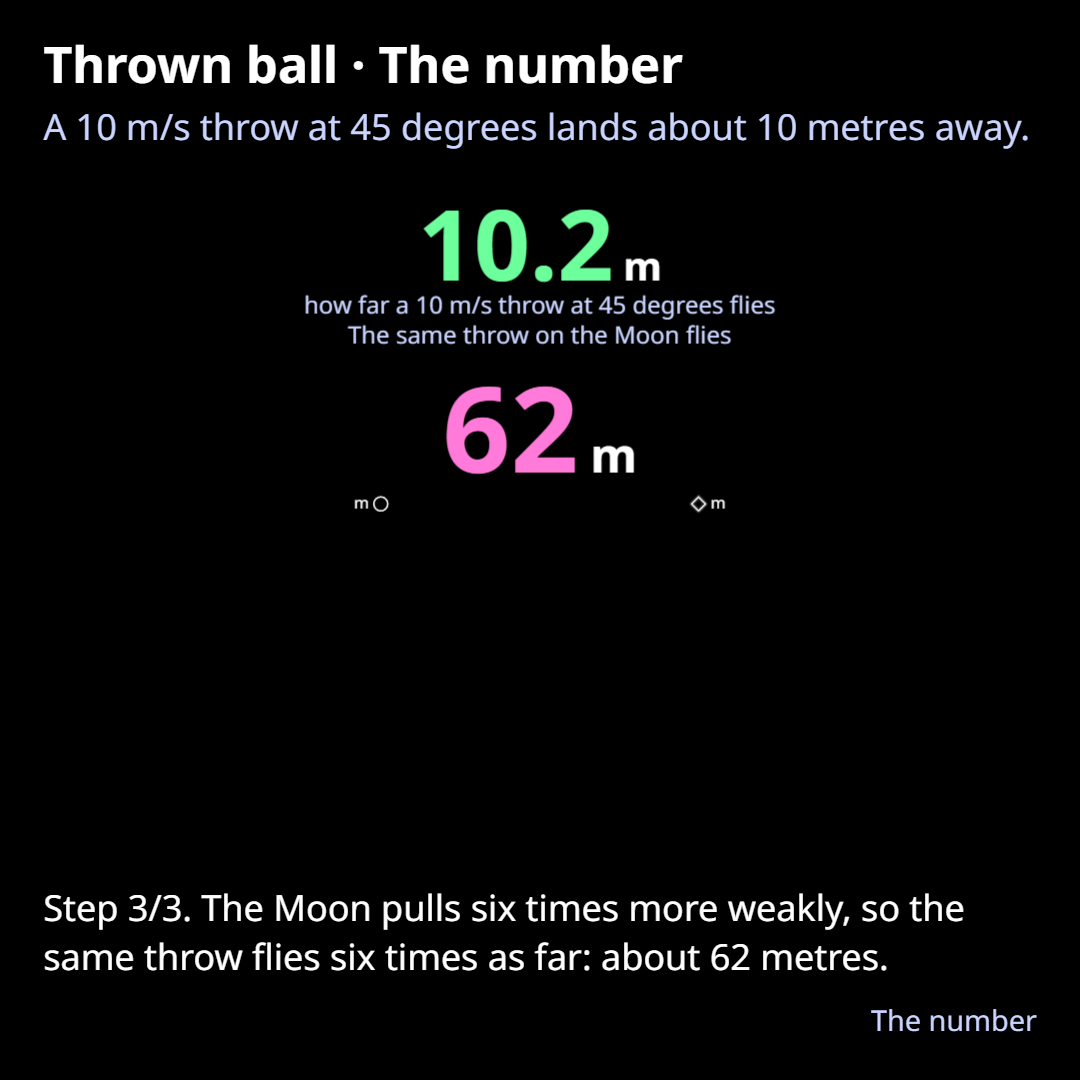 Thrown ball · The number
A 10 m/s throw at 45 degrees lands about 10 metres away.
10.2 m
how far a 10 m/s throw at 45 degrees flies
The same throw on the Moon flies
62 m
m○ ◇ m
Step 3/3. The Moon pulls six times more weakly, so the
same throw flies six times as far: about 62 metres.
The number